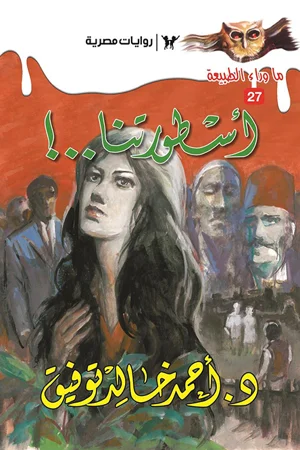 روايات مصرية
ما وراء الطبيعة
27
أسطورتنا..!
د. أحمد خالد توفيق